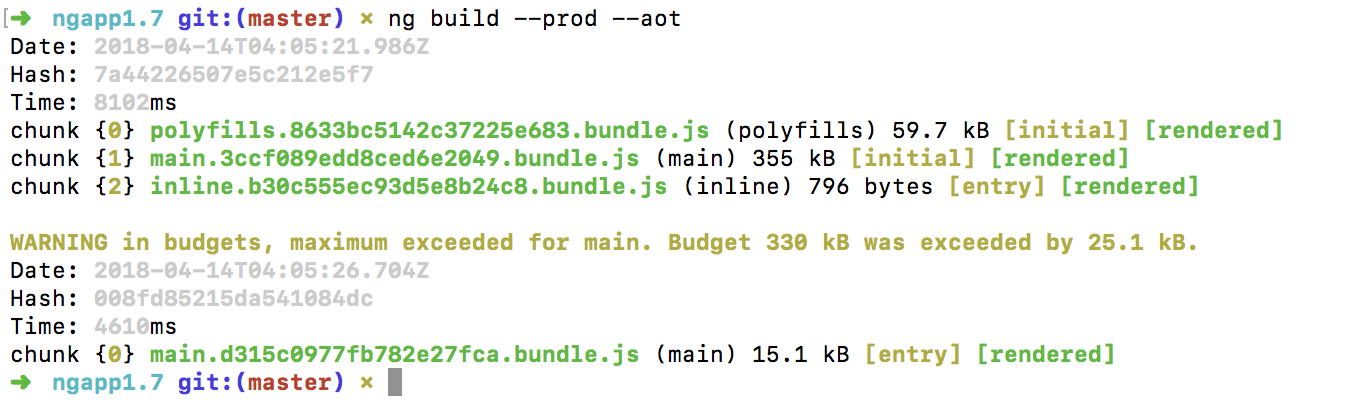 [➜ ngapp1.7 git:(master) × ng build --prod --aot
Date: 2018-04-14T04:05:21.986Z
Hash: 7a44226507e5c212e5f7
Time: 8102ms
chunk {0} polyfills.8633bc5142c37225e683.bundle.js (polyfills) 59.7 kB [initial] [rendered]
chunk {1} main.3ccf089edd8ced6e2049.bundle.js (main) 355 kB [initial] [rendered]
chunk {2} inline.b30c555ec93d5e8b24c8.bundle.js (inline) 796 bytes [entry] [rendered]
WARNING in budgets, maximum exceeded for main. Budget 330 kB was exceeded by 25.1 kB.
Date: 2018-04-14T04:05:26.704Z
Hash: 008fd85215da541084dc
Time: 4610ms
chunk {0} main.d315c0977fb782e27fca.bundle.js (main) 15.1 kB [entry] [rendered]
➜ ngapp1.7 git:(master) ×